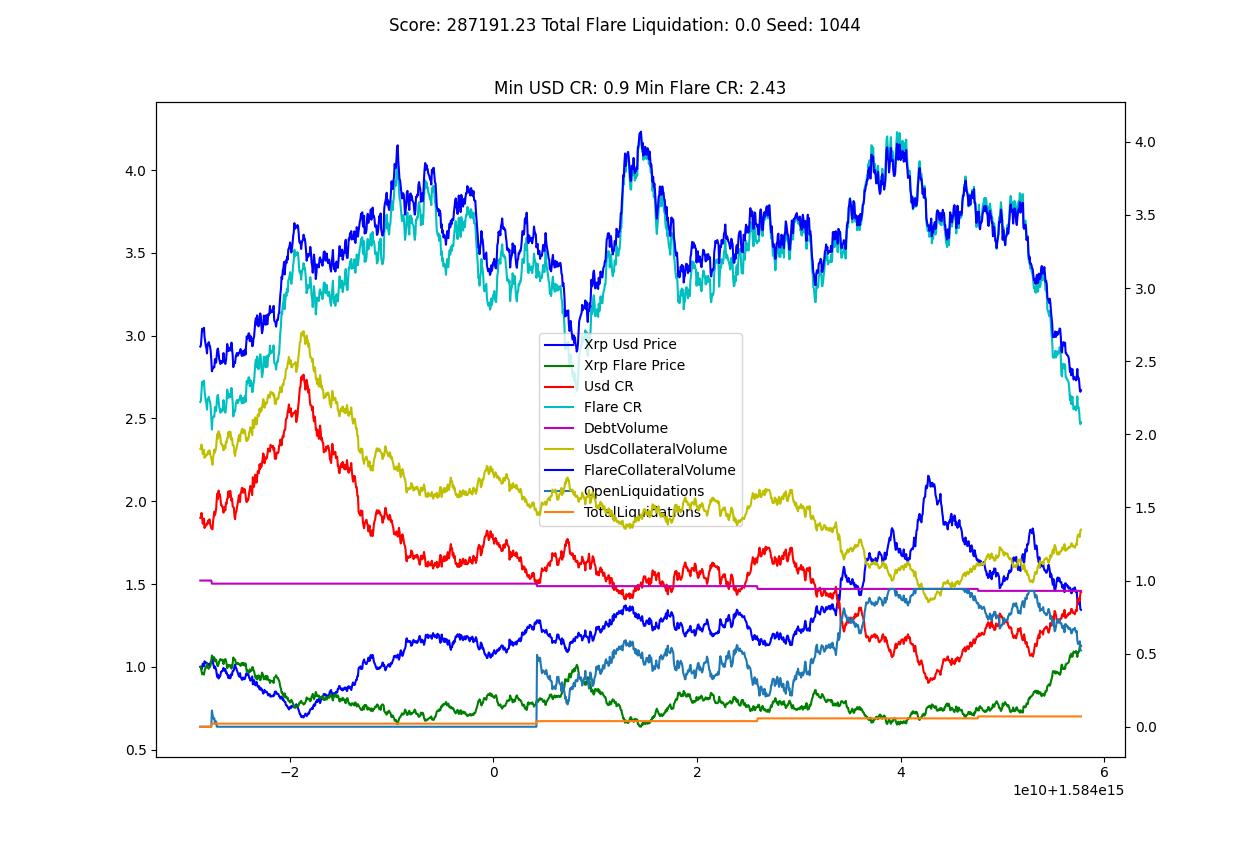 Score: 287191.23 Total Flare Liquidation: 0.0 Seed: 1044
Min USD CR: 0.9 Min Flare CR: 2.43
4.0
3.5
3.0
2.5
2.0
1.5
1.0
0.5
4.0
3.5
3.0
2.5
2.0
1.5
1.0
0.5
0.0
Xrp Usd Price
Xrp Flare Price
Usd CR
Flare CR
DebtVolume
UsdCollateralVolume
FlareCollateralVolume
OpenLiquidations
TotalLiquidations
−2 0 2 4 6
1e10+1.584e15